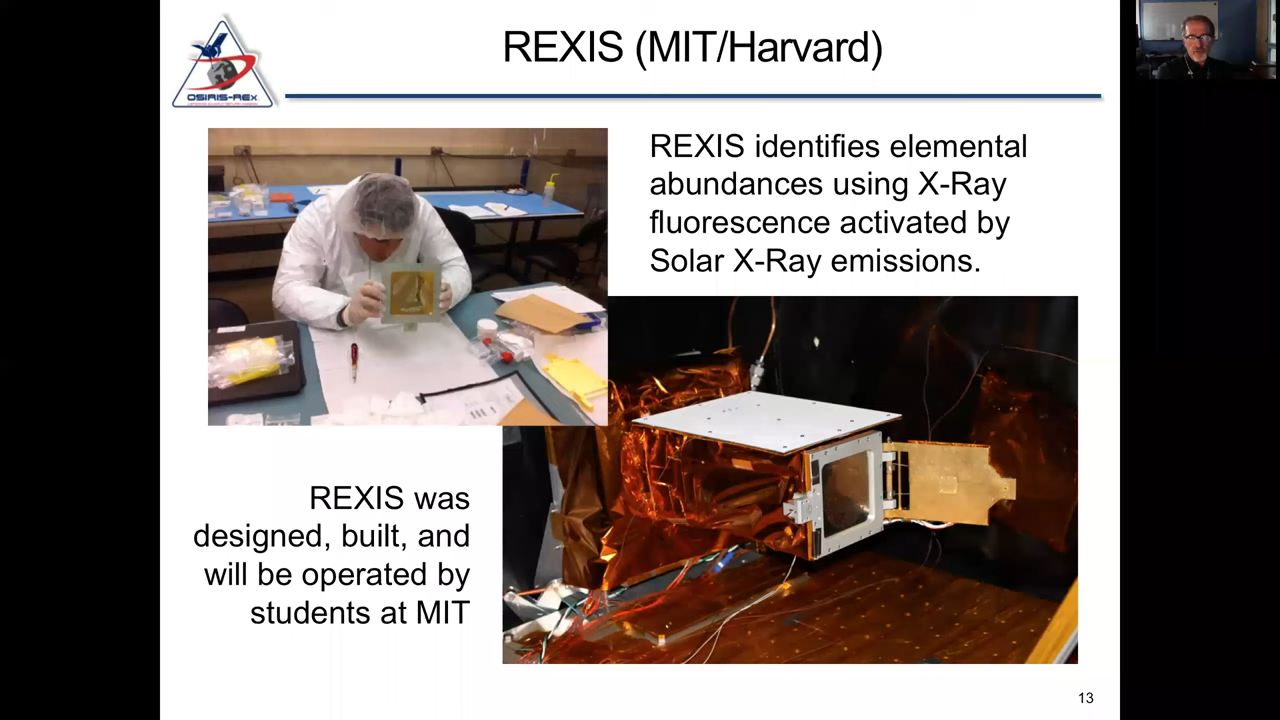 REXIS (MIT/Harvard)
OSIRIS-REx
REXIS identifies elemental
abundances using X-Ray
fluorescence activated by
Solar X-Ray emissions.
REXIS was
designed, built, and
will be operated by
students at MIT
13